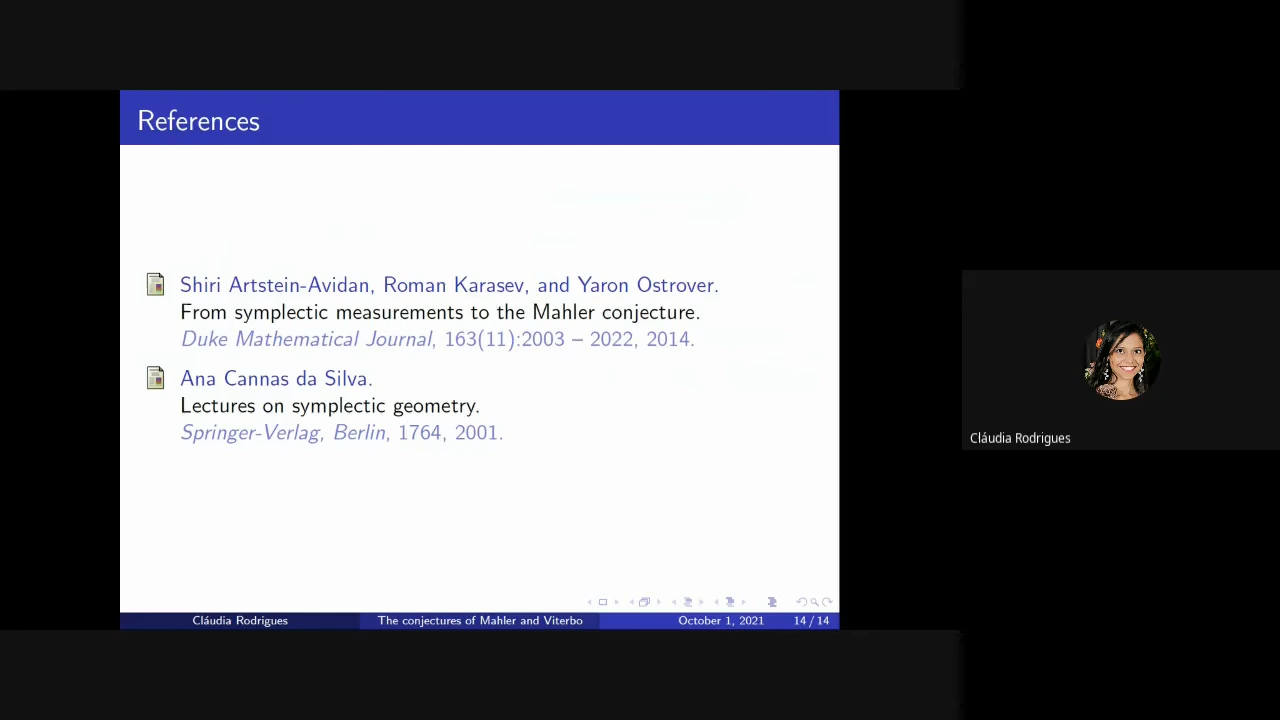 References
Shiri Artstein-Avidan, Roman Karasev, and Yaron Ostrover.
From symplectic measurements to the Mahler conjecture.
Duke Mathematical Journal, 163(11):2003 – 2022, 2014.
Ana Cannas da Silva.
Lectures on symplectic geometry.
Springer-Verlag, Berlin, 1764, 2001.
Cláudia Rodrigues
The conjectures of Mahler and Viterbo
October 1, 2021
14 / 14
Cláudia Rodrigues